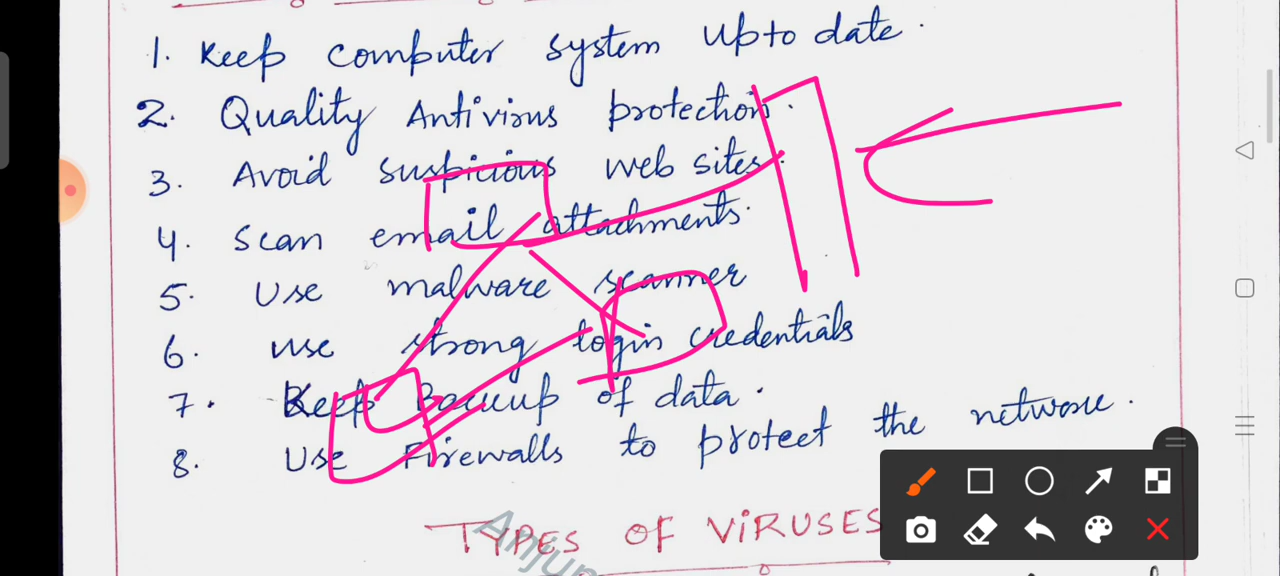 1. Keep computer system upto date.
2. Quality Antivirus protection.
3. Avoid suspicious web sites.
4. Scan email attachments.
5. Use malware scanner
6. use strong login credentials
7. Keep Backup of data.
8. Use Firewalls to protect the network.
TYPES OF VIRUSES
Anjum